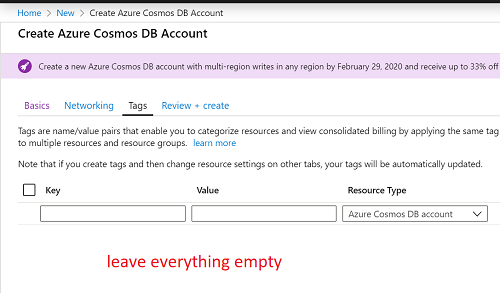 Home > New > Create Azure Cosmos DB Account
Create Azure Cosmos DB Account
Create a new Azure Cosmos DB account with multi-region writes in any region by February 29, 2020 and receive up to 33% off
Basics Networking Tags Review + create
Tags are name/value pairs that enable you to categorize resources and view consolidated billing by applying the same tag
to multiple resources and resource groups. learn more
Note that if you create tags and then change resource settings on other tabs, your tags will be automatically updated.
Key Value Resource Type
Azure Cosmos DB account
leave everything empty